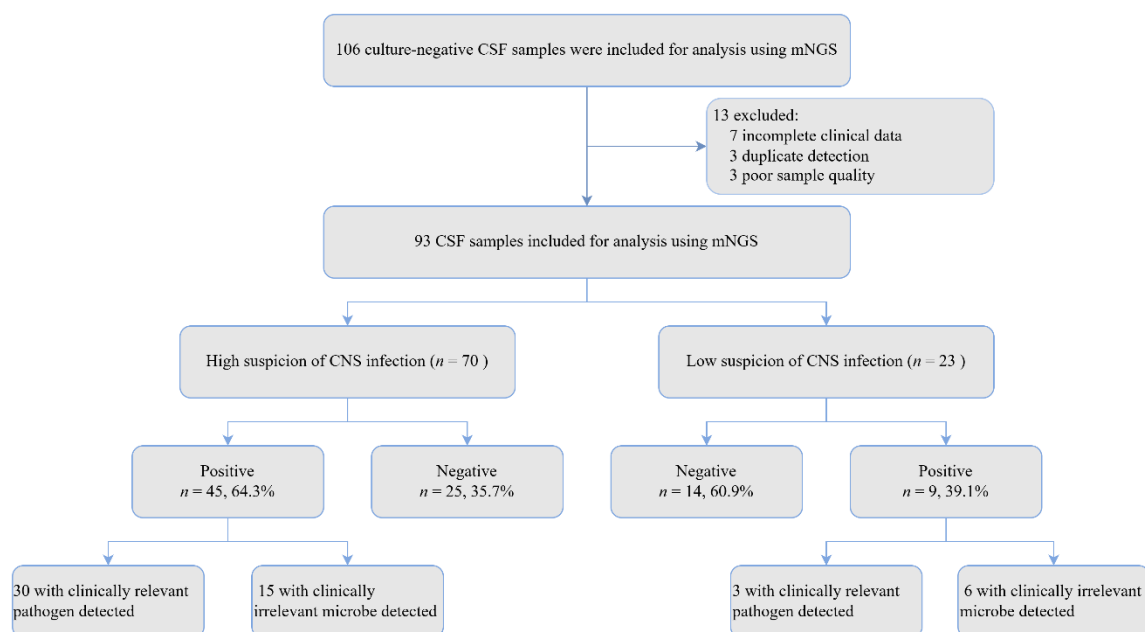 106 culture-negative CSF samples were included for analysis using mNGS
13 excluded:
7 incomplete clinical data
3 duplicate detection
3 poor sample quality
93 CSF samples included for analysis using mNGS
High suspicion of CNS infection (n = 70 )
Low suspicion of CNS infection (n = 23 )
Positive
n = 45, 64.3%
Negative
n = 25, 35.7%
Negative
n = 14, 60.9%
Positive
n = 9, 39.1%
30 with clinically relevant
pathogen detected
15 with clinically
irrelevant microbe detected
3 with clinically relevant
pathogen detected
6 with clinically irrelevant
microbe detected